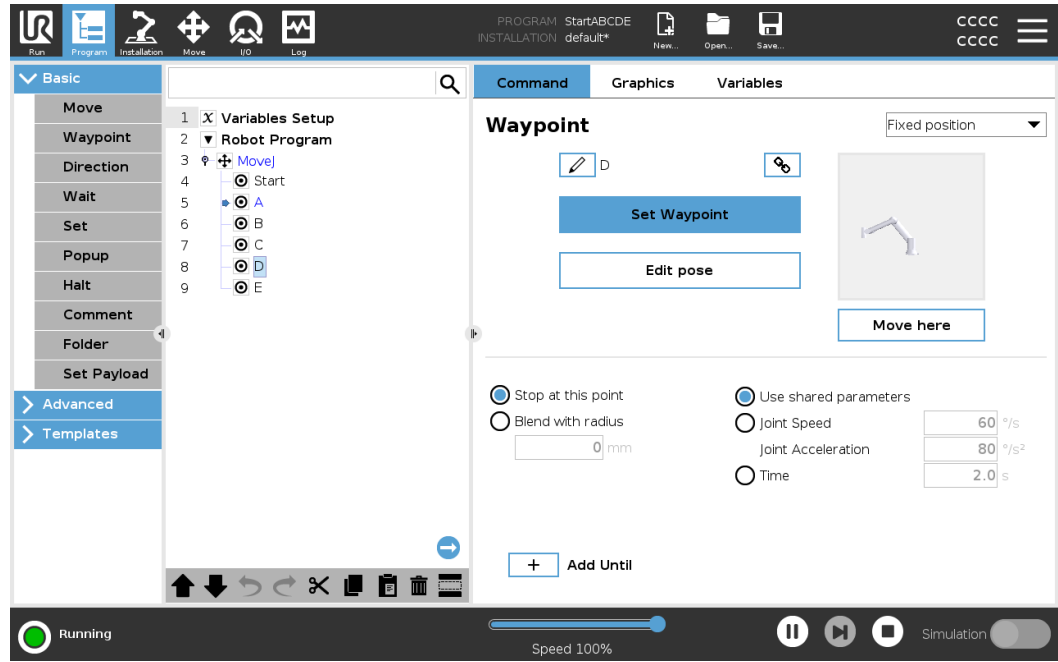 PROGRAM StartABCDE
INSTALLATION default*
Run
Program
Installation
Move
I/O
Log
New...
Open...
Save...
CCCC
CCCC
Basic
Move
Waypoint
Direction
Wait
Set
Popup
Halt
Comment
Folder
Set Payload
Advanced
Templates
1 X Variables Setup
2 Robot Program
3 MoveJ
4 Start
5 A
6 B
7 C
8 D
9 E
Command Graphics Variables
Waypoint
Fixed position
D
Set Waypoint
Edit pose
Move here
Stop at this point
Blend with radius
0 mm
Use shared parameters
Joint Speed 60 °/s
Joint Acceleration 80 °/s²
Time 2.0 s
+ Add Until
Running
Speed 100%
Simulation